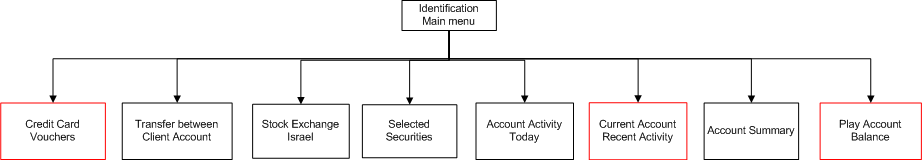 Identification
Main menu
Credit Card
Vouchers
Transfer between
Client Account
Stock Exchange
Israel
Selected
Securities
Account Activity
Today
Current Account
Recent Activity
Account Summary
Play Account
Balance